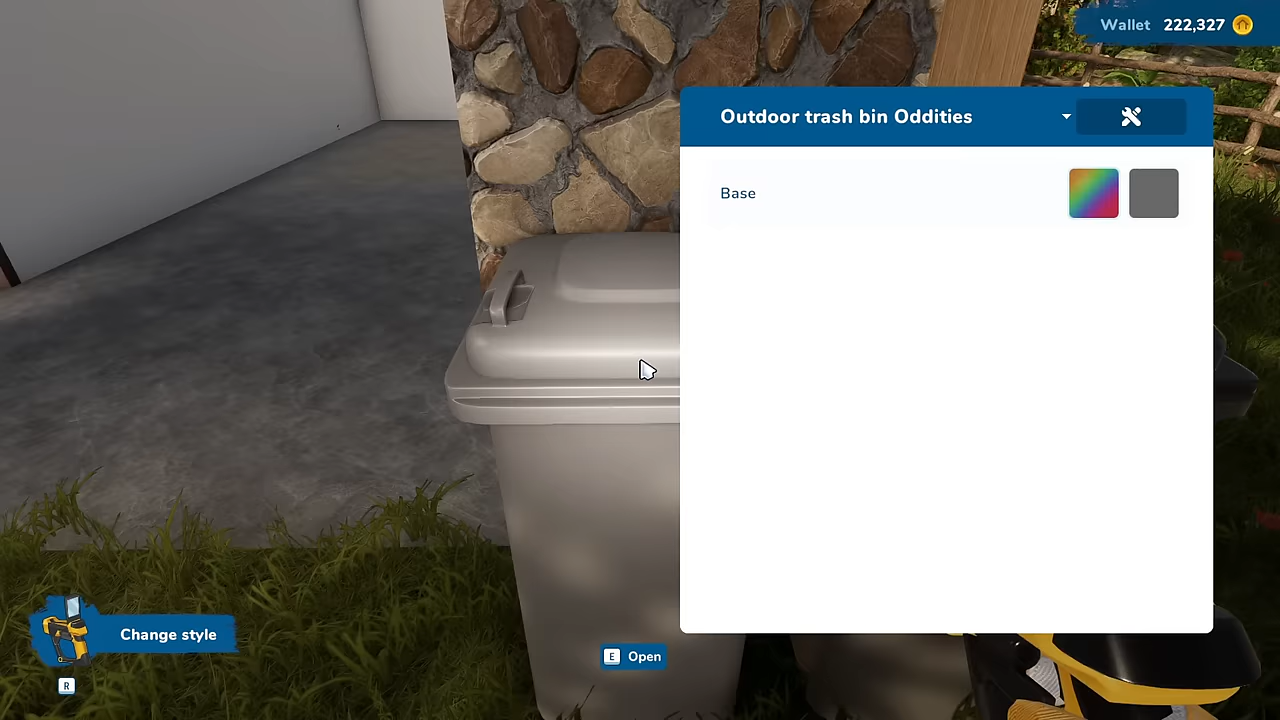 Wallet 222,327
Outdoor trash bin Oddities
Base
Change style
E Open
R